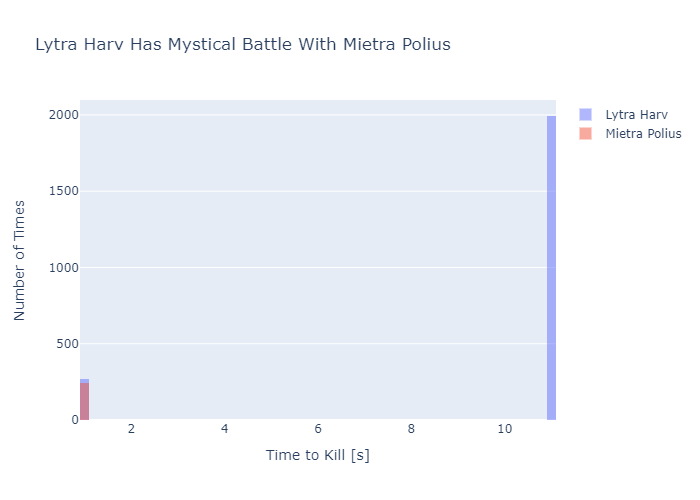 Lytra Harv Has Mystical Battle With Mietra Polius
Lytra Harv
Mietra Polius
2000
1500
1000
500
0
Number of Times
2
4
6
8
10
Time to Kill [s]